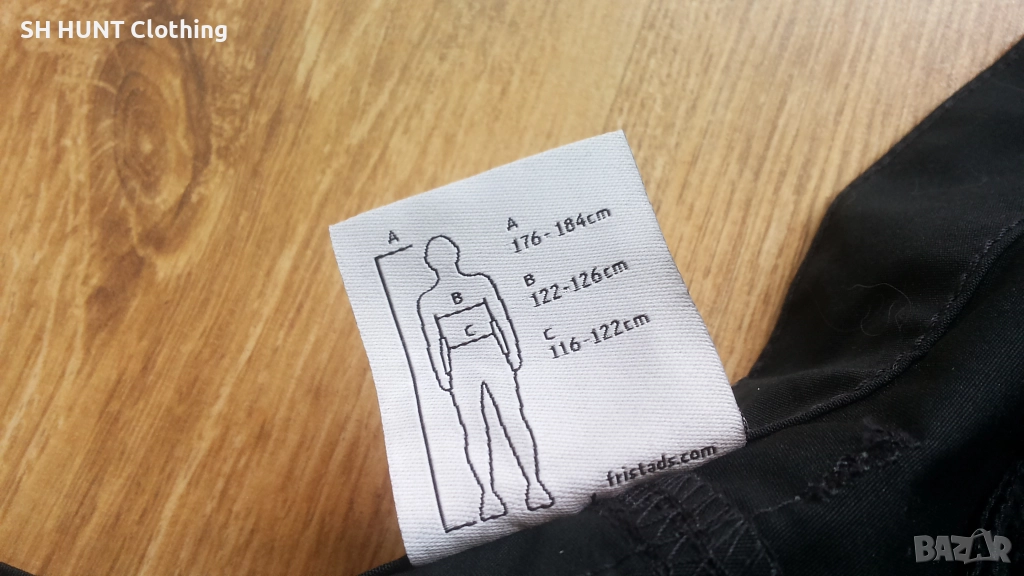 SH HUNT Clothing
A
A
176-184cm
B
122-126cm
B
C
116-122cm
C
fristads.com
BAZAR